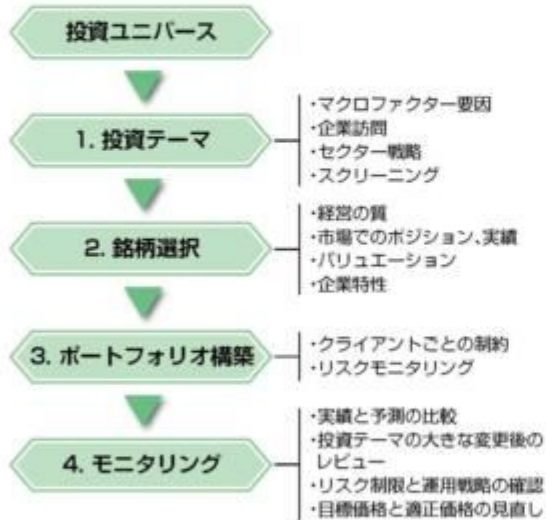 投資ユニバース
1. 投資テーマ
・マクロファクター要因
・企業訪問
・セクター戦略
・スクリーニング
2. 銘柄選択
・経営の質
・市場でのポジション、実績
・バリュエーション
・企業特性
3. ポートフォリオ構築
・クライアントごとの制約
・リスクモニタリング
4. モニタリング
・実績と予測の比較
・投資テーマの大きな変更後の
レビュー
・リスク制限と運用戦略の確認
・目標価格と適正価格の見直し